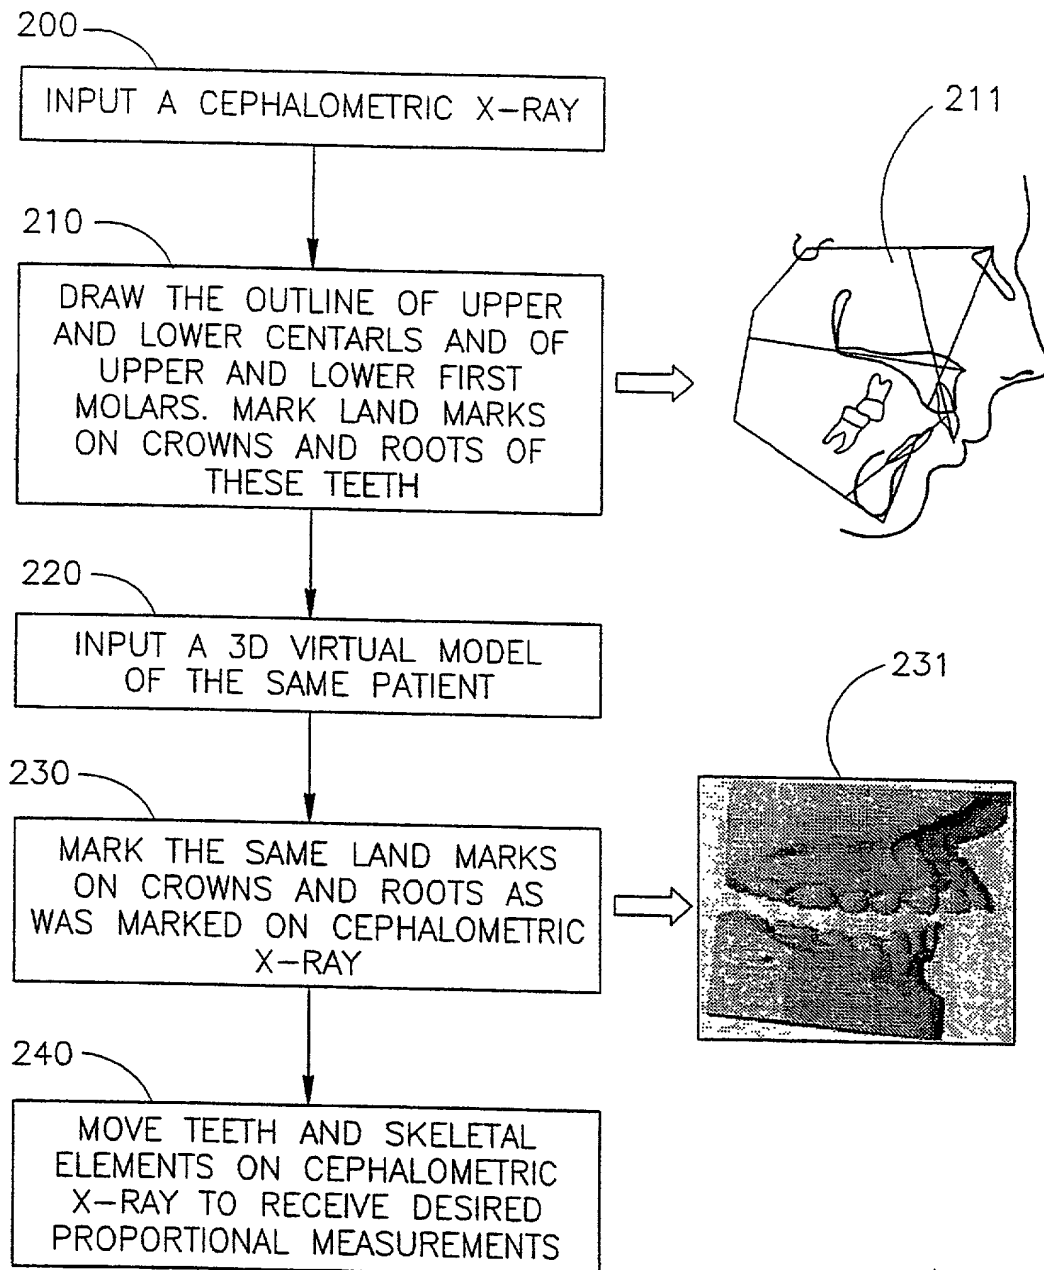 200
INPUT A CEPHALOMETRIC X-RAY
211
210
DRAW THE OUTLINE OF UPPER
AND LOWER CENTARLS AND OF
UPPER AND LOWER FIRST
MOLARS. MARK LAND MARKS
ON CROWNS AND ROOTS OF
THESE TEETH
220
INPUT A 3D VIRTUAL MODEL
OF THE SAME PATIENT
231
230
MARK THE SAME LAND MARKS
ON CROWNS AND ROOTS AS
WAS MARKED ON CEPHALOMETRIC
X-RAY
240
MOVE TEETH AND SKELETAL
ELEMENTS ON CEPHALOMETRIC
X-RAY TO RECEIVE DESIRED
PROPORTIONAL MEASUREMENTS